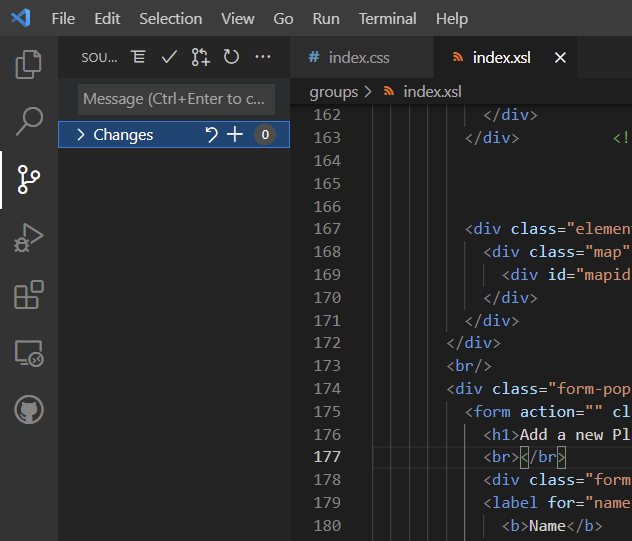 File Edit Selection View Go Run Terminal Help
SOU... ...
Message (Ctrl+Enter to c...
Changes 0
# index.css index.xsl
groups > index.xsl
162 </div>
163 </div> <!
164
165
166
167 <div class="elemen
168 <div class="map"
169 <div id="mapid
170 </div>
171 </div>
172 </div>
173 <br/>
174 <div class="form-pop
175 <form action="" cl
176 <h1>Add a new Pl
177 <br></br>
178 <div class="form
179 <label for="name
180 <b>Name</b>